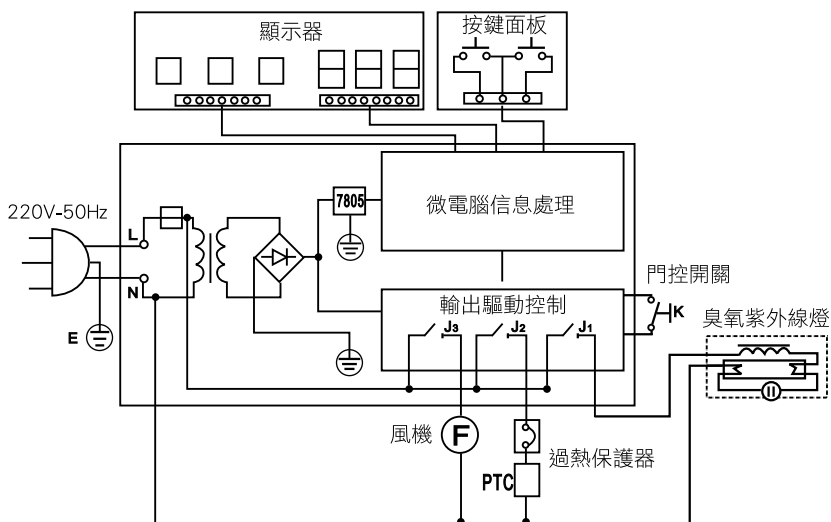 顯示器
按鍵面板
220V-50Hz
L
N
E
7805
微電腦信息處理
輸出驅動控制
J3
J2
J1
門控開關
K
臭氧紫外線燈
風機
F
過熱保護器
PTC